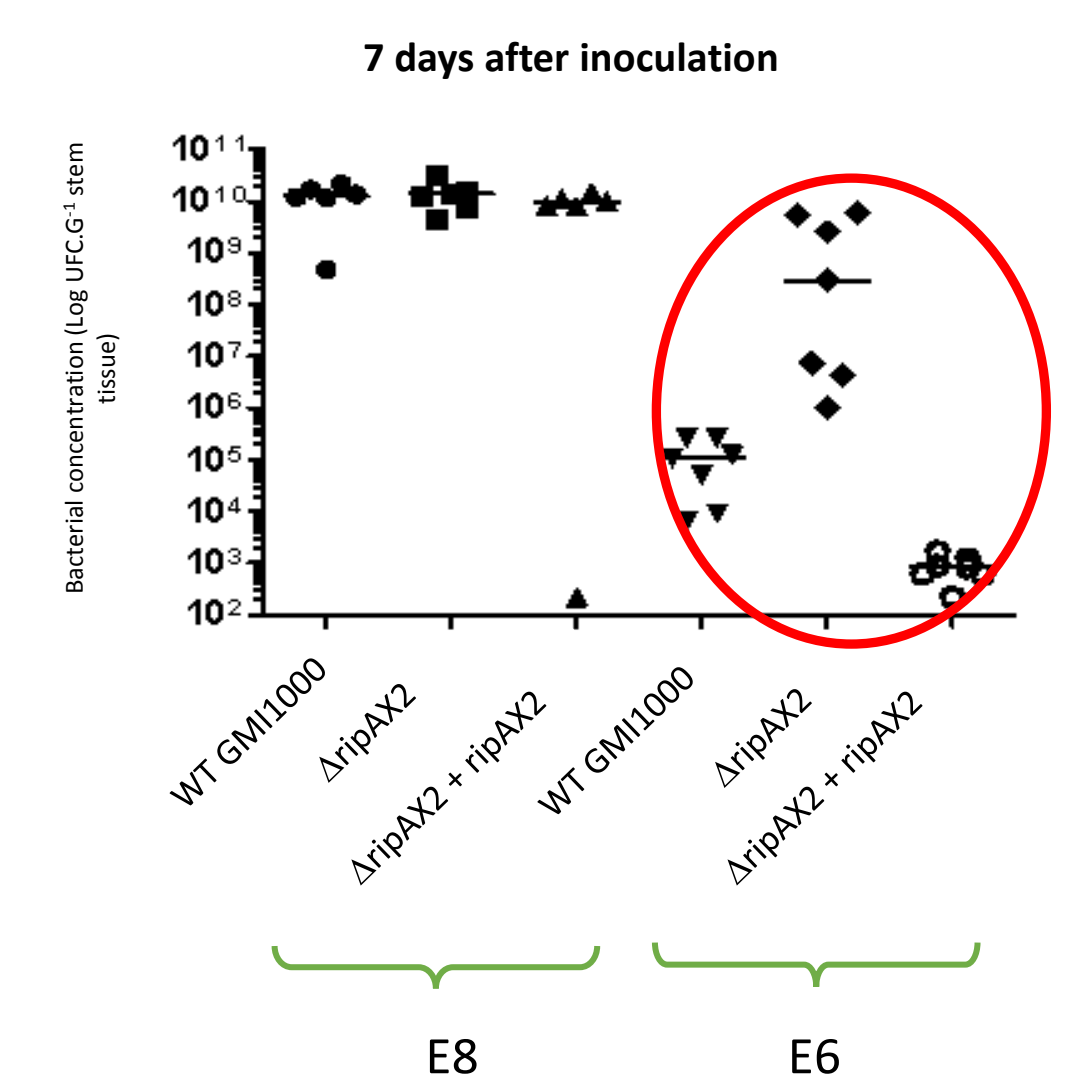 7 days after inoculation
Bacterial concentration (Log UFC.G⁻¹ stem
tissue)
10¹¹
10¹⁰
10⁹
10⁸
10⁷
10⁶
10⁵
10⁴
10³
10²
WT GMI1000
ΔripAX2
ΔripAX2 + ripAX2
WT GMI1000
ΔripAX2
ΔripAX2 + ripAX2
E8
E6